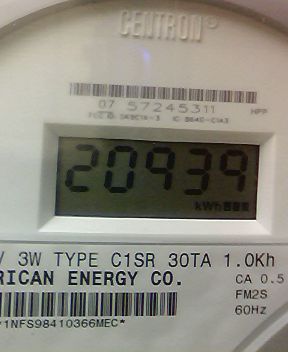 CENTRON®
07 57245311 HPP
20939
kWh
V 3W TYPE C1SR 30TA 1.0Kh
RICAN ENERGY CO. CA 0.5
FM2S
*1NFS98410366MEC* 60Hz